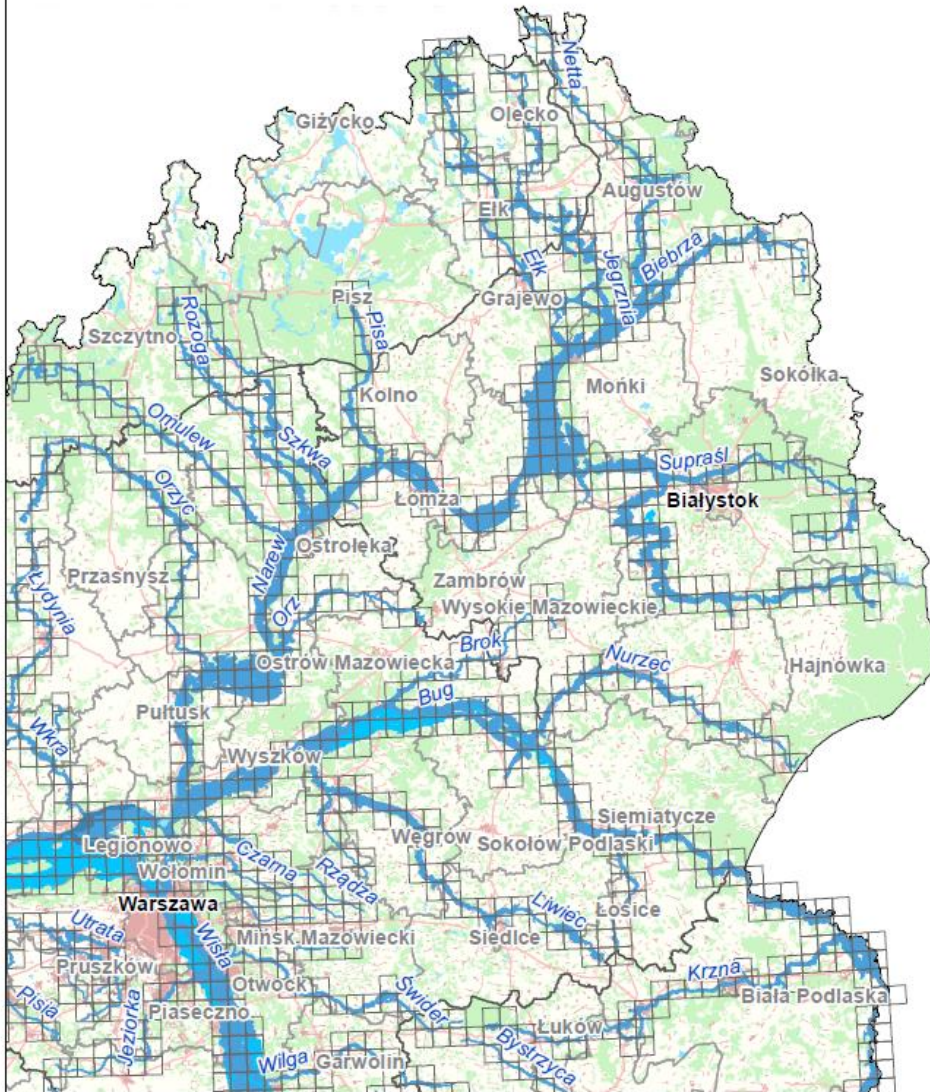 Netta
Giżycko
Olecko
Augustów
Ełk
Ełk
Jegrznia
Biebrza
Pisz
Pisa
Grajewo
Szczytno
Rozoga
Kolno
Mońki
Sokółka
Omulew
Szkwa
Orzyc
Łomża
Supraśl
Białystok
Narew
Ostrołęka
Przasnysz
Łydynia
Orz
Zambrów
Wysokie Mazowieckie
Brok
Nurzec
Ostrów Mazowiecka
Hajnówka
Bug
Pułtusk
Wkra
Wyszków
Siemiatycze
Legionowo
Węgrów
Sokołów Podlaski
Czarna
Wołomin
Rządza
Warszawa
Liwiec
Łosice
Utrata
Wisła
Mińsk Mazowiecki
Siedlce
Pruszków
Krzna
Otwock
Pisia
Jeziorka
Piaseczno
Świder
Biała Podlaska
Łuków
Bystrzyca
Wilga
Garwolin